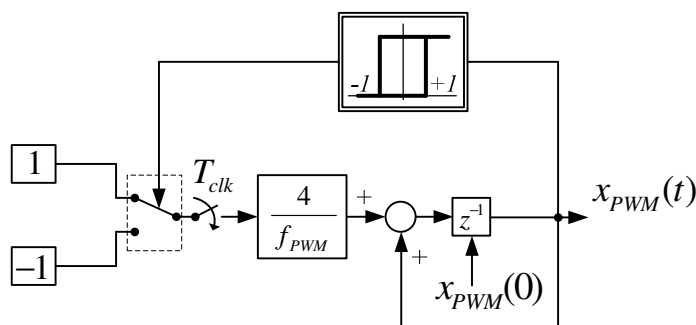 -1 +1
1
T_clk
4
f_PWM
+
z⁻¹
x_PWM(t)
+
−1
x_PWM(0)